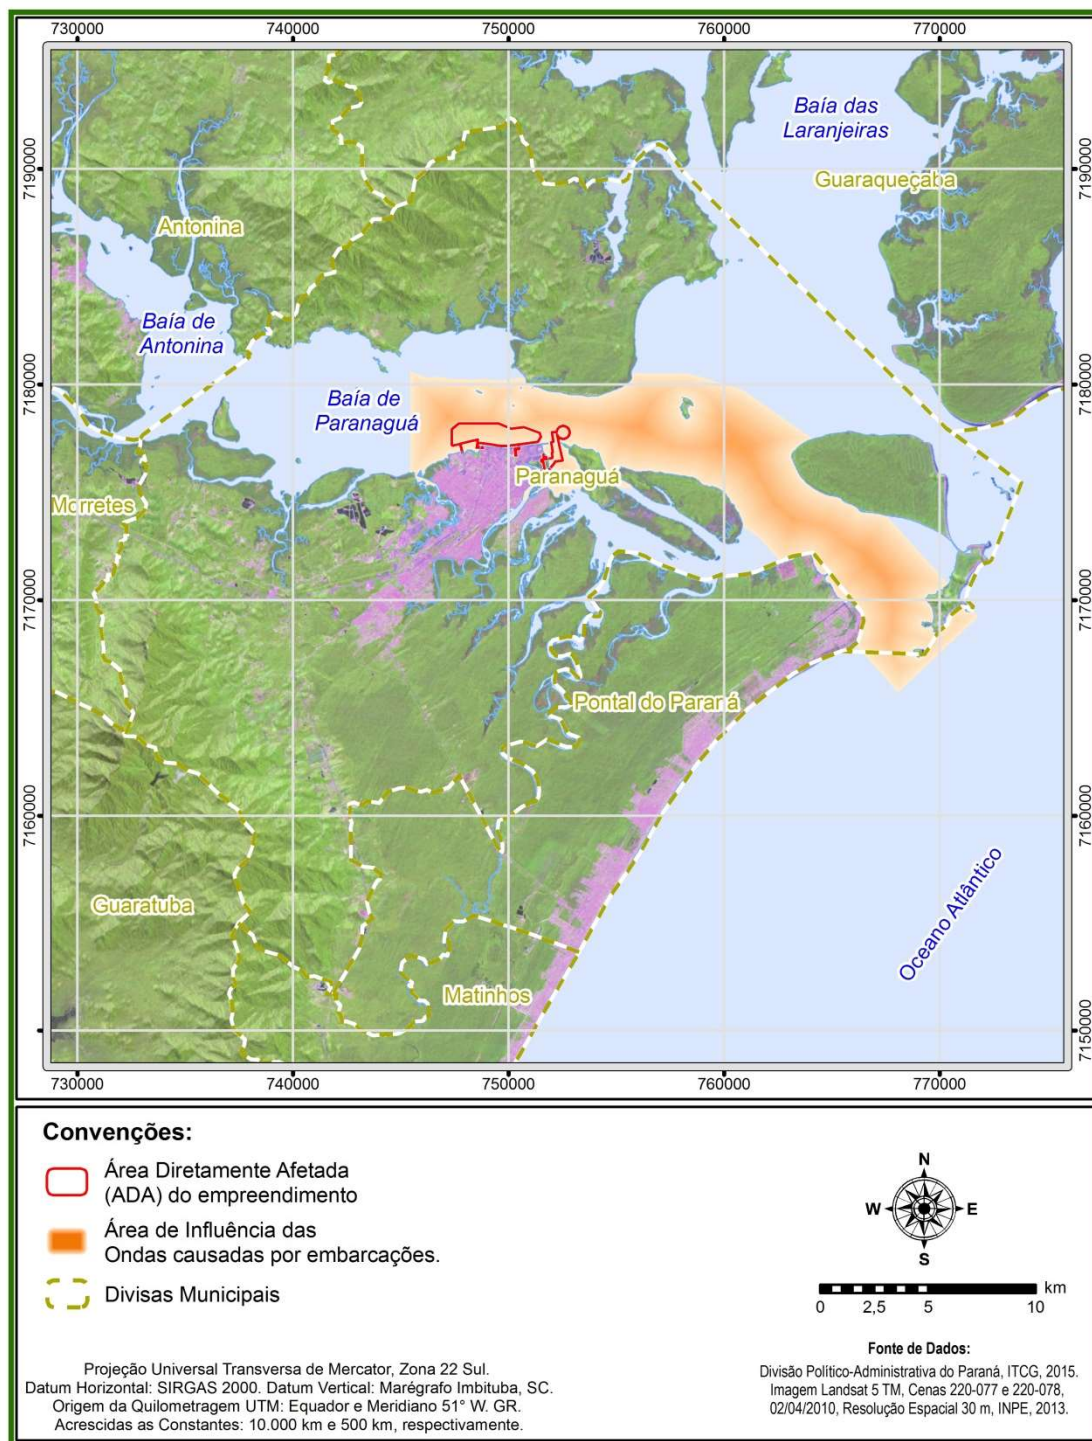 730000
740000
750000
760000
770000
Baía das
Laranjeiras
7190000
7190000
Guaraqueçaba
Antonina
Baía de
Antonina
7180000
7180000
Baía de
Paranaguá
Paranaguá
Morretes
7170000
7170000
Pontal do Paraná
7160000
7160000
Guaratuba
Oceano Atlântico
Matinhos
7150000
7150000
730000
740000
750000
760000
770000
Convenções:
Área Diretamente Afetada
(ADA) do empreendimento
Área de Influência das
Ondas causadas por embarcações.
Divisas Municipais
N
W
E
S
km
0
2,5
5
10
Projeção Universal Transversa de Mercator, Zona 22 Sul.
Datum Horizontal: SIRGAS 2000. Datum Vertical: Marégrafo Imbituba, SC.
Origem da Quilometragem UTM: Equador e Meridiano 51° W. GR.
Acrescidas as Constantes: 10.000 km e 500 km, respectivamente.
Fonte de Dados:
Divisão Político-Administrativa do Paraná, ITCG, 2015.
Imagem Landsat 5 TM, Cenas 220-077 e 220-078,
02/04/2010, Resolução Espacial 30 m, INPE, 2013.